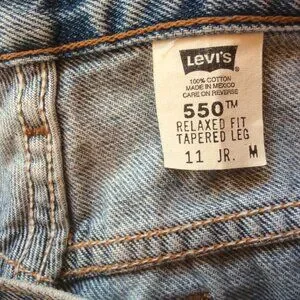 LEVI'S
100% COTTON
MADE IN MEXICO
CARE ON REVERSE
550™
RELAXED FIT
TAPERED LEG
11 JR. M